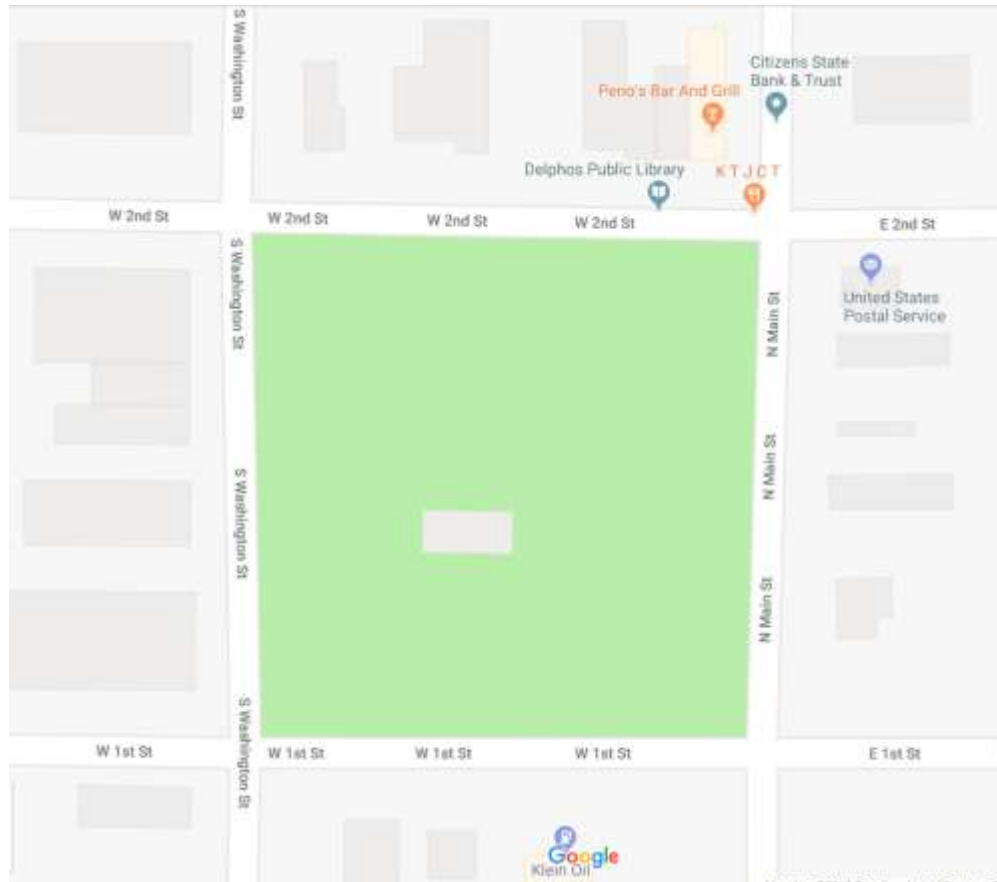 S Washington St
Citizens State
Bank & Trust
Peno's Bar And Grill
Delphos Public Library
K T J C T
W 2nd St
W 2nd St
W 2nd St
W 2nd St
E 2nd St
S Washington St
United States
Postal Service
N Main St
N Main St
S Washington St
N Main St
S Washington St
W 1st St
W 1st St
W 1st St
W 1st St
E 1st St
Google
Klein Oil